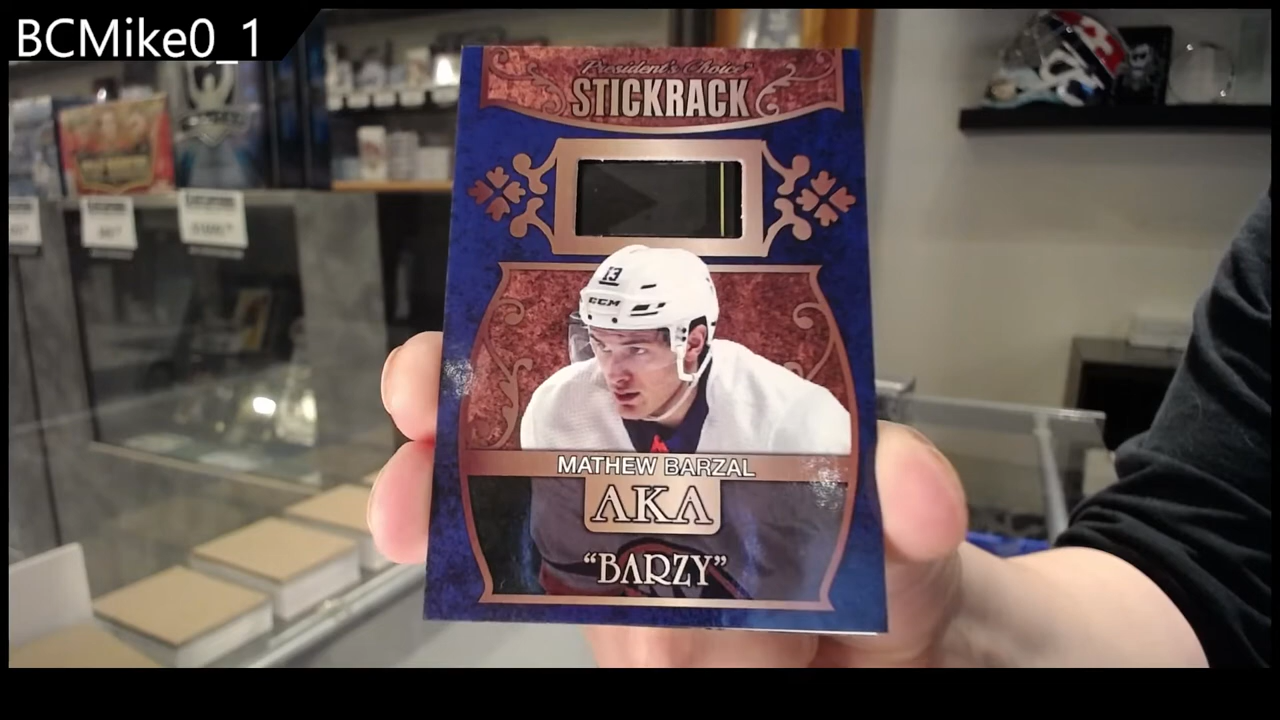 BCMike0_1
President's Choice
STICKRACK
13
CCM
MATHEW BARZAL
AKA
“BARZY”